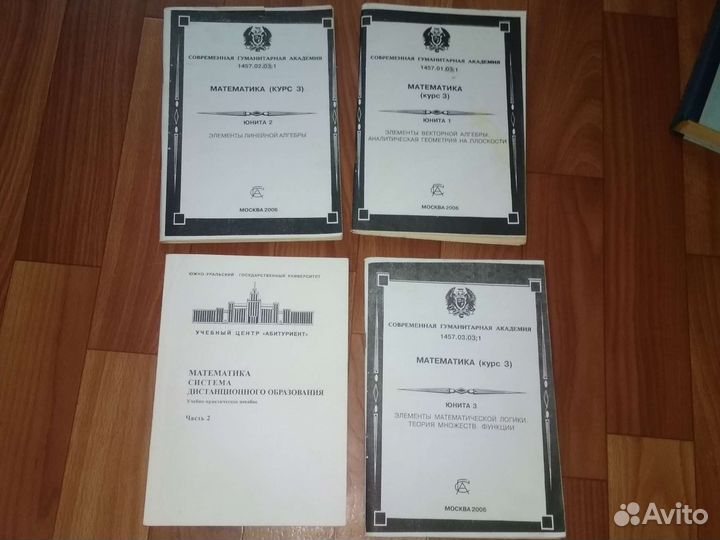 СОВРЕМЕННАЯ ГУМАНИТАРНАЯ АКАДЕМИЯ
1457.02.03;1
МАТЕМАТИКА (КУРС 3)
ЮНИТА 2
ЭЛЕМЕНТЫ ЛИНЕЙНОЙ АЛГЕБРЫ
МОСКВА 2006
СОВРЕМЕННАЯ ГУМАНИТАРНАЯ АКАДЕМИЯ
1457.01.03;1
МАТЕМАТИКА
(курс 3)
ЮНИТА 1
ЭЛЕМЕНТЫ ВЕКТОРНОЙ АЛГЕБРЫ.
АНАЛИТИЧЕСКАЯ ГЕОМЕТРИЯ НА ПЛОСКОСТИ
МОСКВА 2006
ЮЖНО-УРАЛЬСКИЙ ГОСУДАРСТВЕННЫЙ УНИВЕРСИТЕТ
УЧЕБНЫЙ ЦЕНТР «АБИТУРИЕНТ»
МАТЕМАТИКА
СИСТЕМА
ДИСТАНЦИОННОГО ОБРАЗОВАНИЯ
Учебно-практическое пособие
Часть 2
СОВРЕМЕННАЯ ГУМАНИТАРНАЯ АКАДЕМИЯ
1457.03.03;1
МАТЕМАТИКА (курс 3)
ЮНИТА 3
ЭЛЕМЕНТЫ МАТЕМАТИЧЕСКОЙ ЛОГИКИ.
ТЕОРИЯ МНОЖЕСТВ. ФУНКЦИИ
МОСКВА 2006
Avito